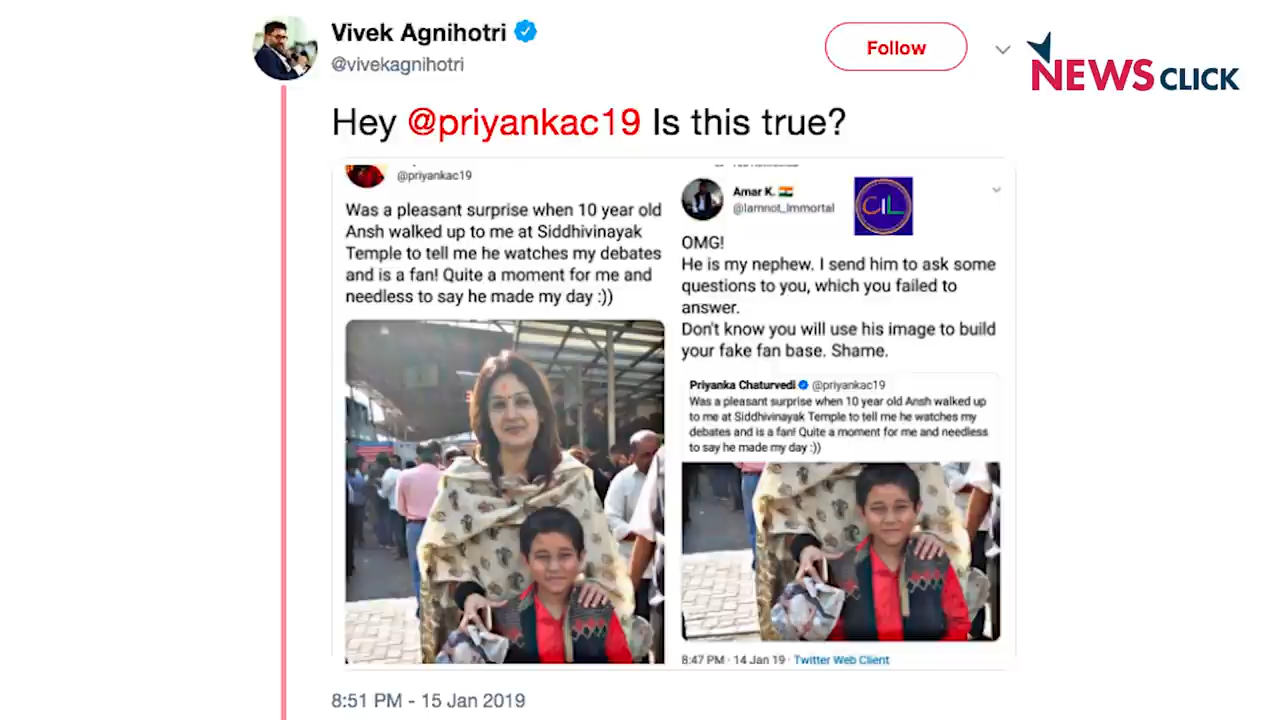 Vivek Agnihotri
@vivekagnihotri
Follow
NEWS CLICK
Hey @priyankac19 Is this true?
@priyankac19
Was a pleasant surprise when 10 year old
Ansh walked up to me at Siddhivinayak
Temple to tell me he watches my debates
and is a fan! Quite a moment for me and
needless to say he made my day :))
Amar K.
@Iamnot_Immortal
CIL
OMG!
He is my nephew. I send him to ask some
questions to you, which you failed to
answer.
Don't know you will use his image to build
your fake fan base. Shame.
Priyanka Chaturvedi @priyankac19
Was a pleasant surprise when 10 year old Ansh walked up
to me at Siddhivinayak Temple to tell me he watches my
debates and is a fan! Quite a moment for me and needless
to say he made my day :))
8:47 PM · 14 Jan 19 · Twitter Web Client
8:51 PM - 15 Jan 2019